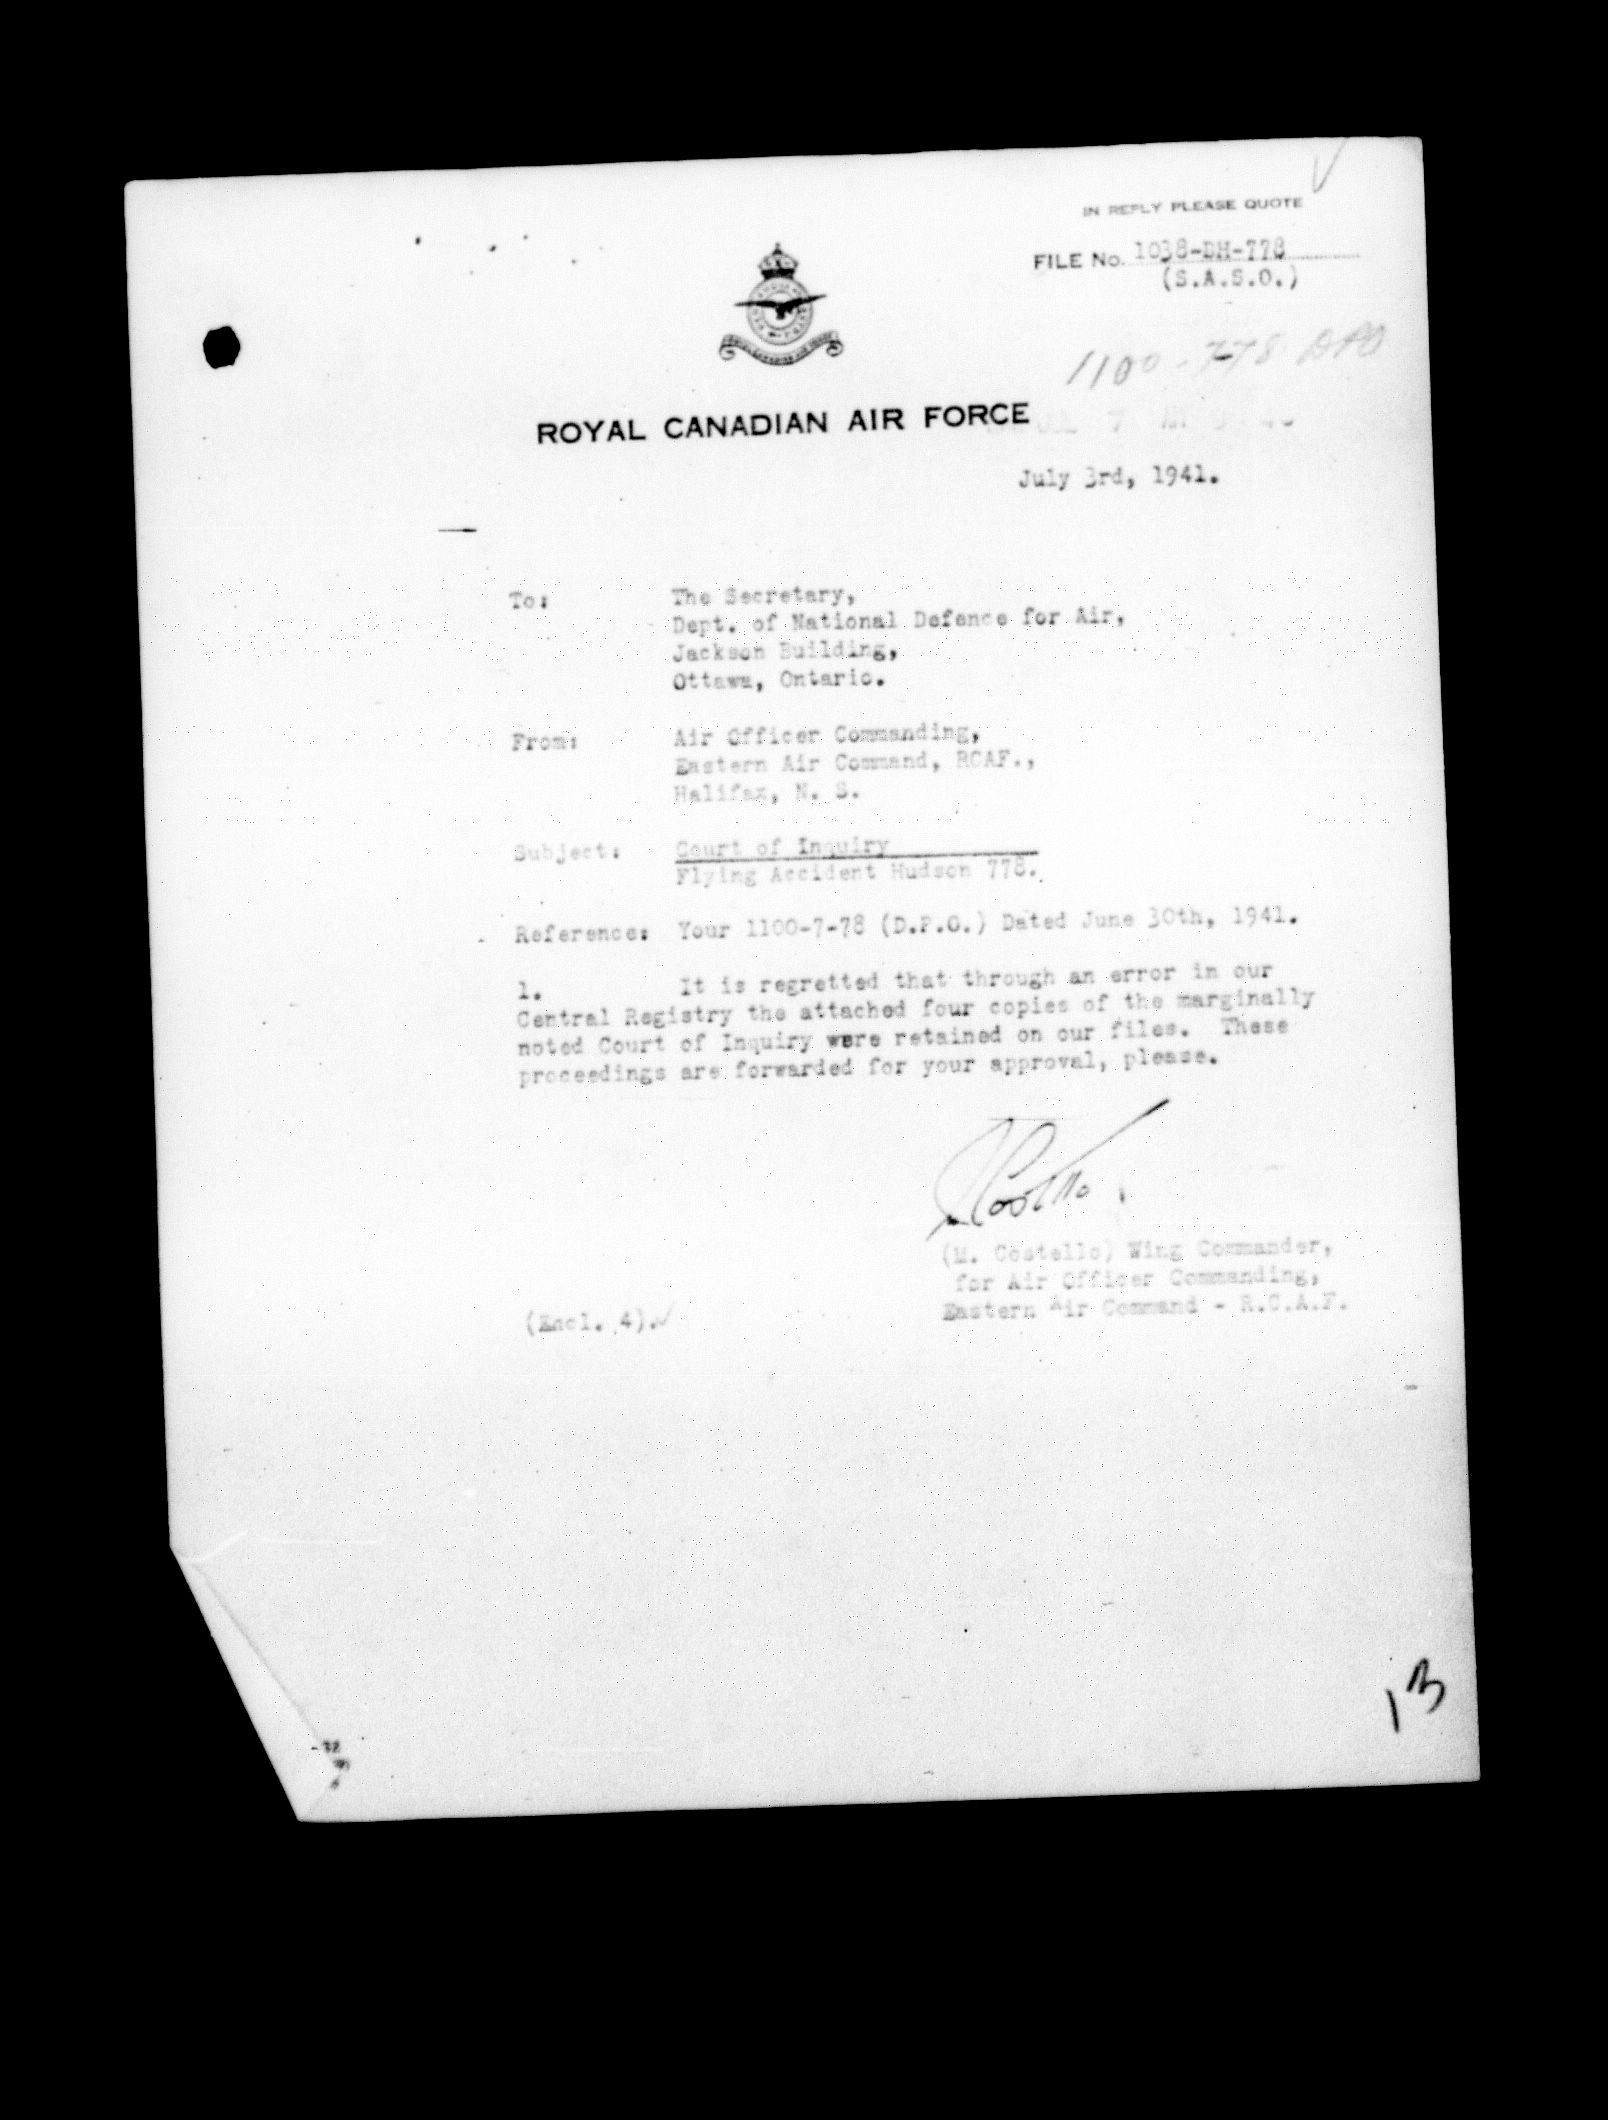 IN REPLY PLEASE QUOTE
FILE No. 1038-DH-778
(S.A.S.O.)
1100-7-78
ROYAL CANADIAN AIR FORCE
July 3rd, 1941.
To: The Secretary,
Dept. of National Defence for Air,
Jackson Building,
Ottawa, Ontario.
From: Air Officer Commanding,
Eastern Air Command, RCAF.,
Halifax, N. S.
Subject: Court of Inquiry
Flying Accident Hudson 778.
Reference: Your 1100-7-78 (D.P.O.) Dated June 30th, 1941.
1. It is regretted that through an error in our
Central Registry the attached four copies of the marginally
noted Court of Inquiry were retained on our files. These
proceedings are forwarded for your approval, please.
Costello
(M. Costello) Wing Commander,
for Air Officer Commanding,
Eastern Air Command - R.C.A.F.
(Encl. 4).
13